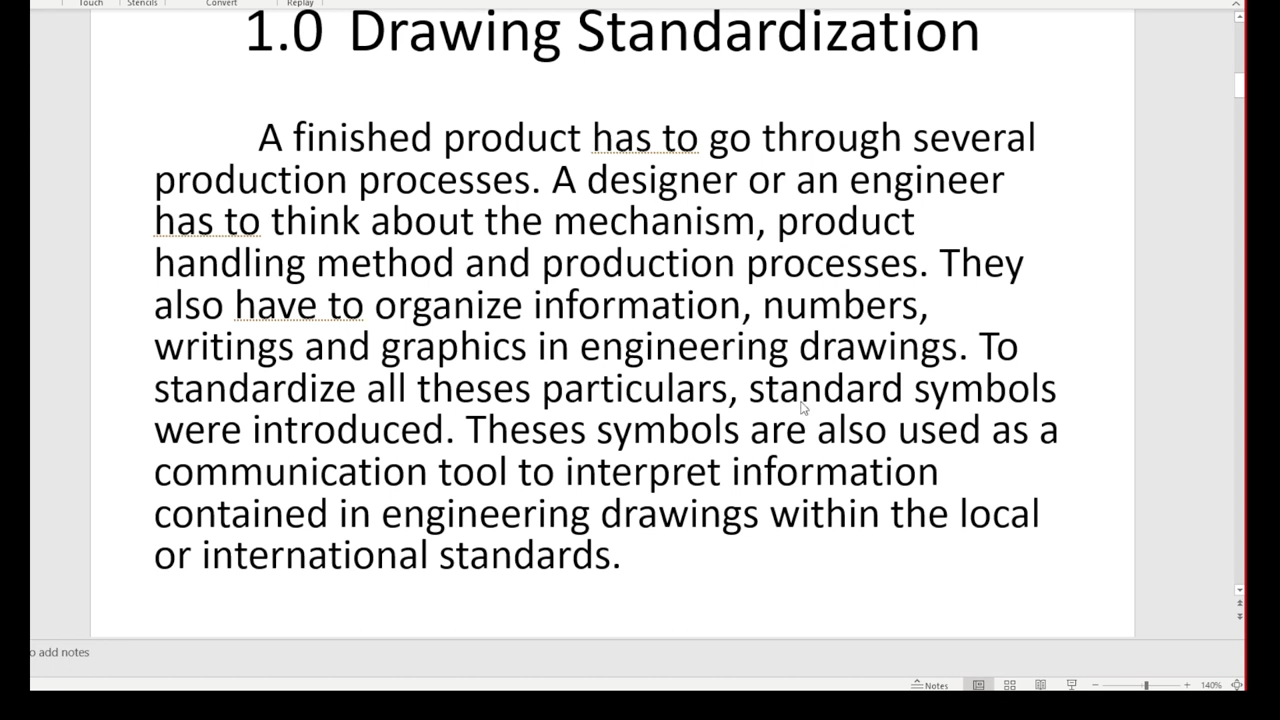 Touch Stencils Convert Replay
1.0 Drawing Standardization
A finished product has to go through several
production processes. A designer or an engineer
has to think about the mechanism, product
handling method and production processes. They
also have to organize information, numbers,
writings and graphics in engineering drawings. To
standardize all theses particulars, standard symbols
were introduced. Theses symbols are also used as a
communication tool to interpret information
contained in engineering drawings within the local
or international standards.
o add notes
Notes 140%